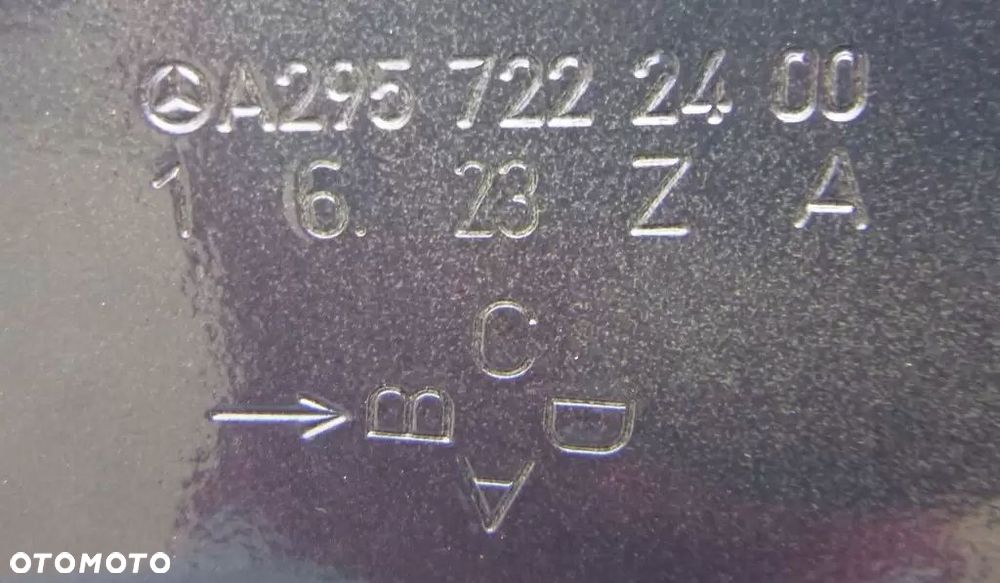 A295 722 24 00
1 6. 23 Z A
C
B D
A
OTOMOTO